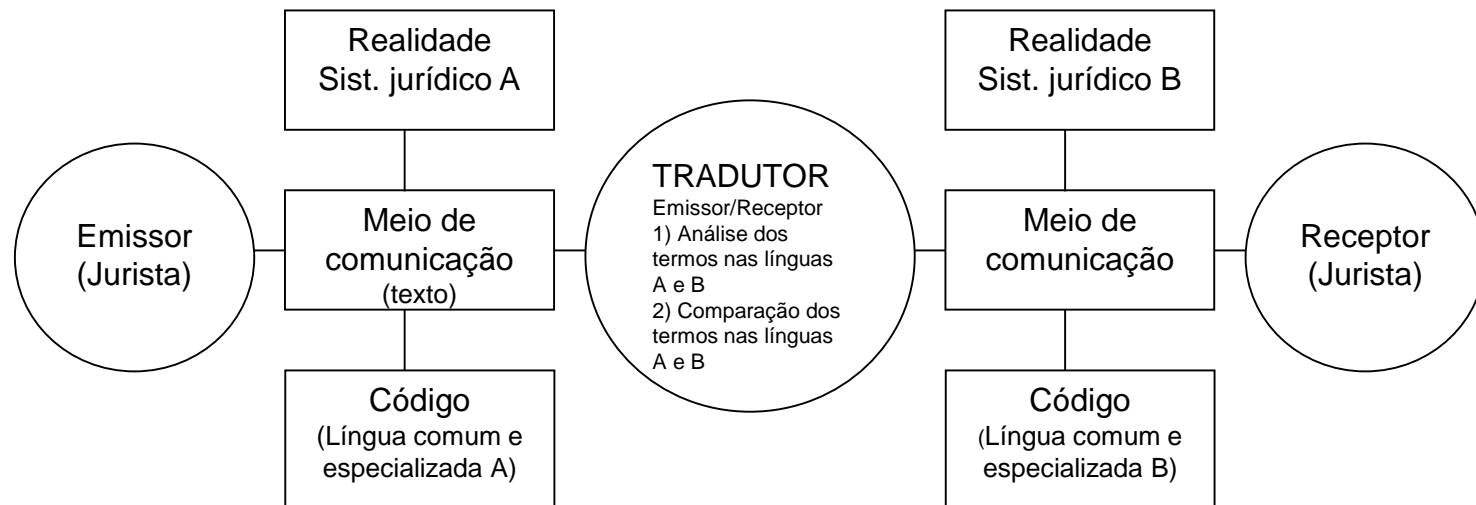 Realidade
Sist. jurídico A
Realidade
Sist. jurídico B
Emissor
(Jurista)
Meio de
comunicação
(texto)
TRADUTOR
Emissor/Receptor
1) Análise dos
termos nas línguas
A e B
2) Comparação dos
termos nas línguas
A e B
Meio de
comunicação
Receptor
(Jurista)
Código
(Língua comum e
especializada A)
Código
(Língua comum e
especializada B)